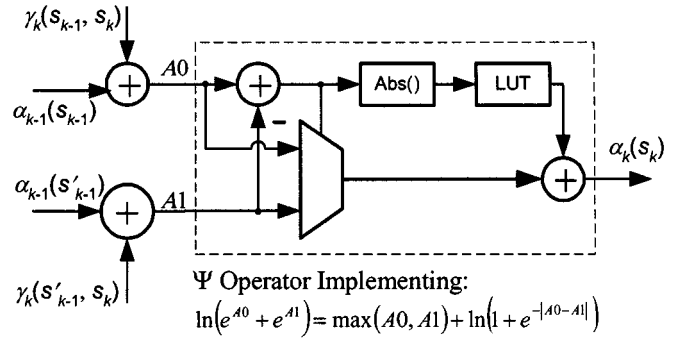 γk(sk-1, sk)
A0
αk-1(sk-1)
Abs()
LUT
−
αk(sk)
αk-1(s'k-1)
A1
γk(s'k-1, sk)
Ψ Operator Implementing:
ln(e^A0 + e^A1) = max(A0, A1) + ln(1 + e^-|A0-A1|)